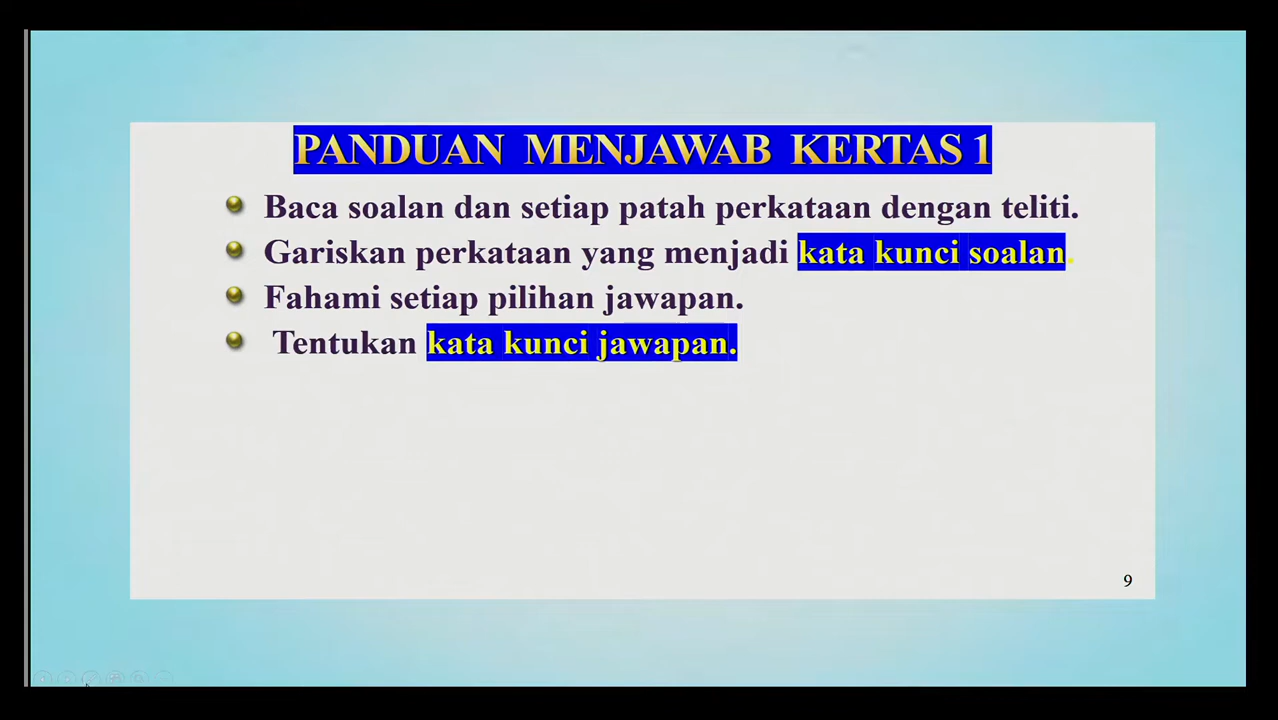 PANDUAN MENJAWAB KERTAS 1
Baca soalan dan setiap patah perkataan dengan teliti.
Gariskan perkataan yang menjadi kata kunci soalan.
Fahami setiap pilihan jawapan.
Tentukan kata kunci jawapan.
9